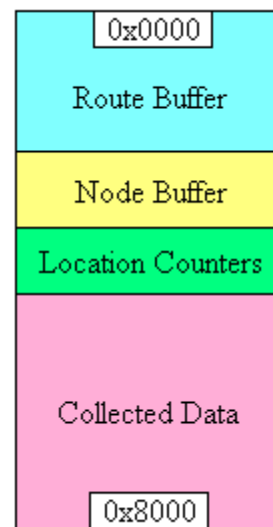 0x0000
Route Buffer
Node Buffer
Location Counters
Collected Data
0x8000